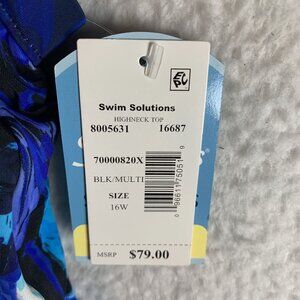 Swim Solutions
HIGHNECK TOP
8005631 16687
70000820X
BLK/MULTI
SIZE
16W
MSRP $79.00